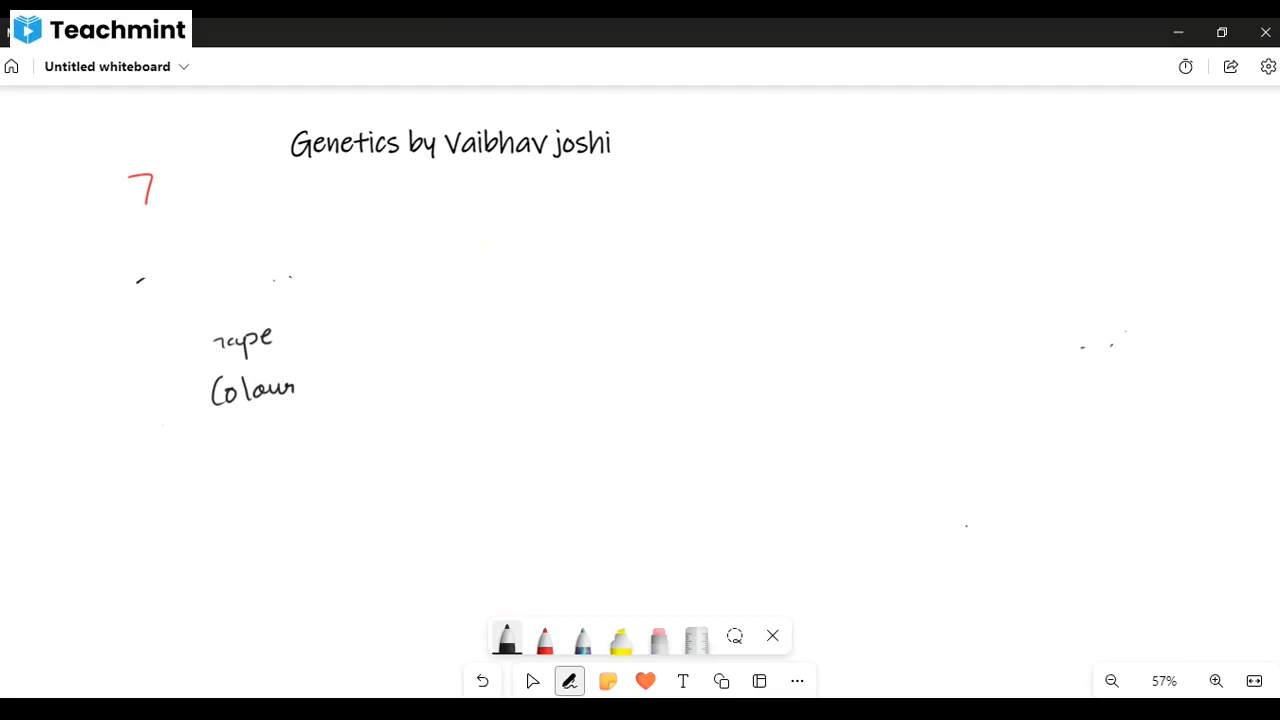 Teachmint
Untitled whiteboard
Genetics by Vaibhav joshi
7
Colour
57%